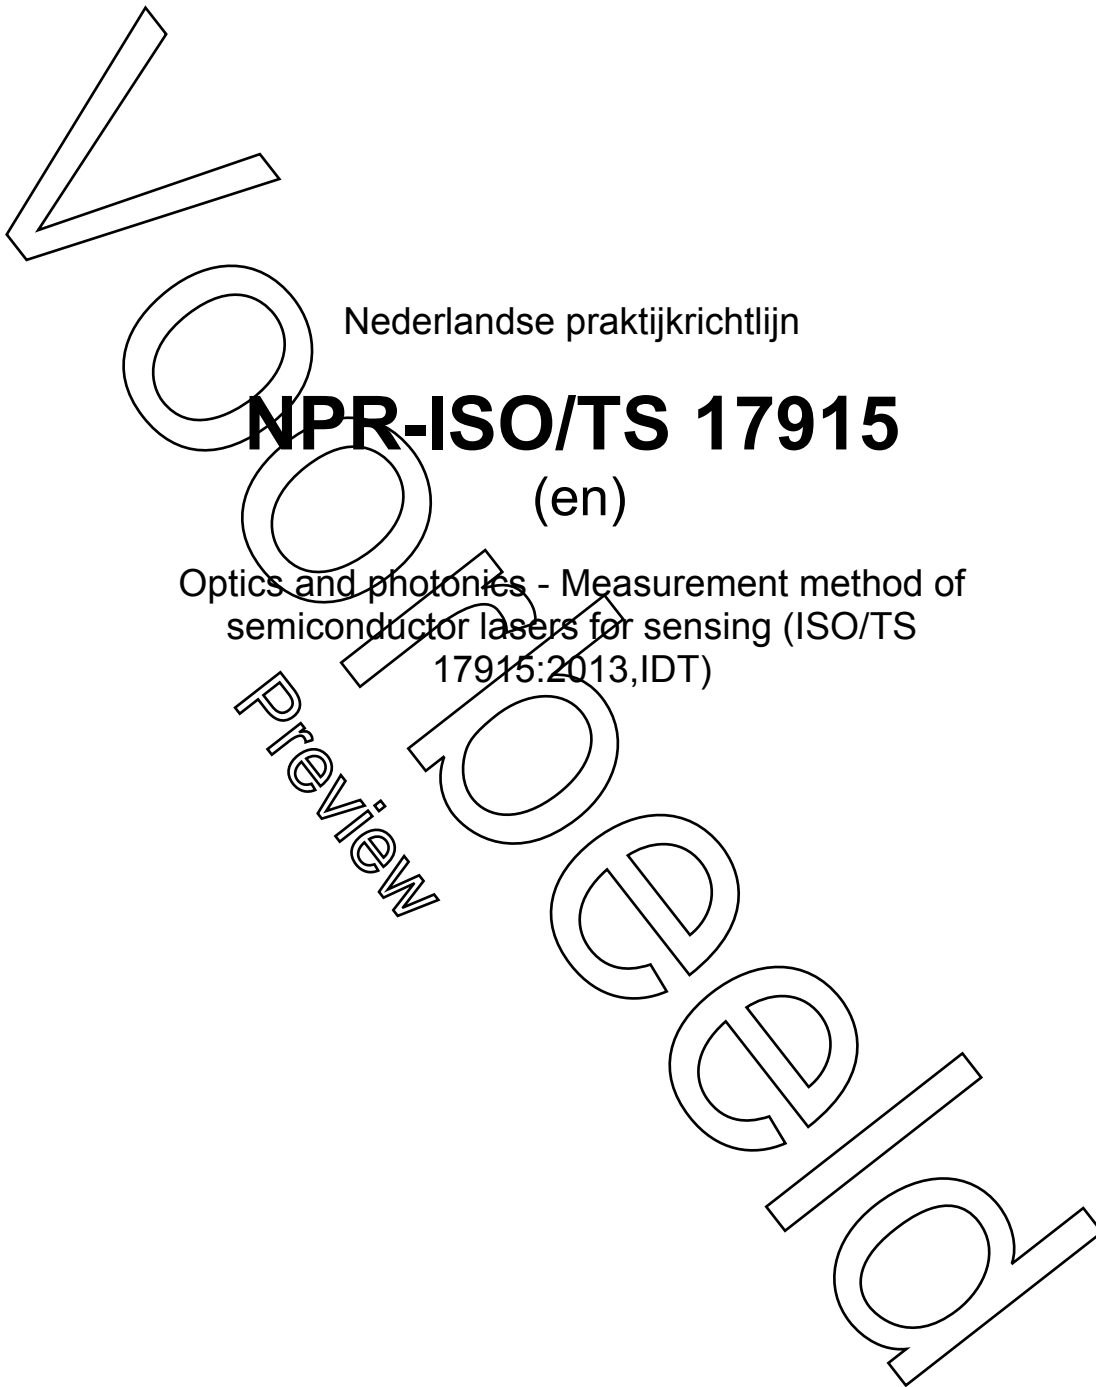 Nederlandse praktijkrichtlijn
NPR-ISO/TS 17915
(en)
Optics and photonics - Measurement method of
semiconductor lasers for sensing (ISO/TS
17915:2013,IDT)
Voorbeeld
Preview